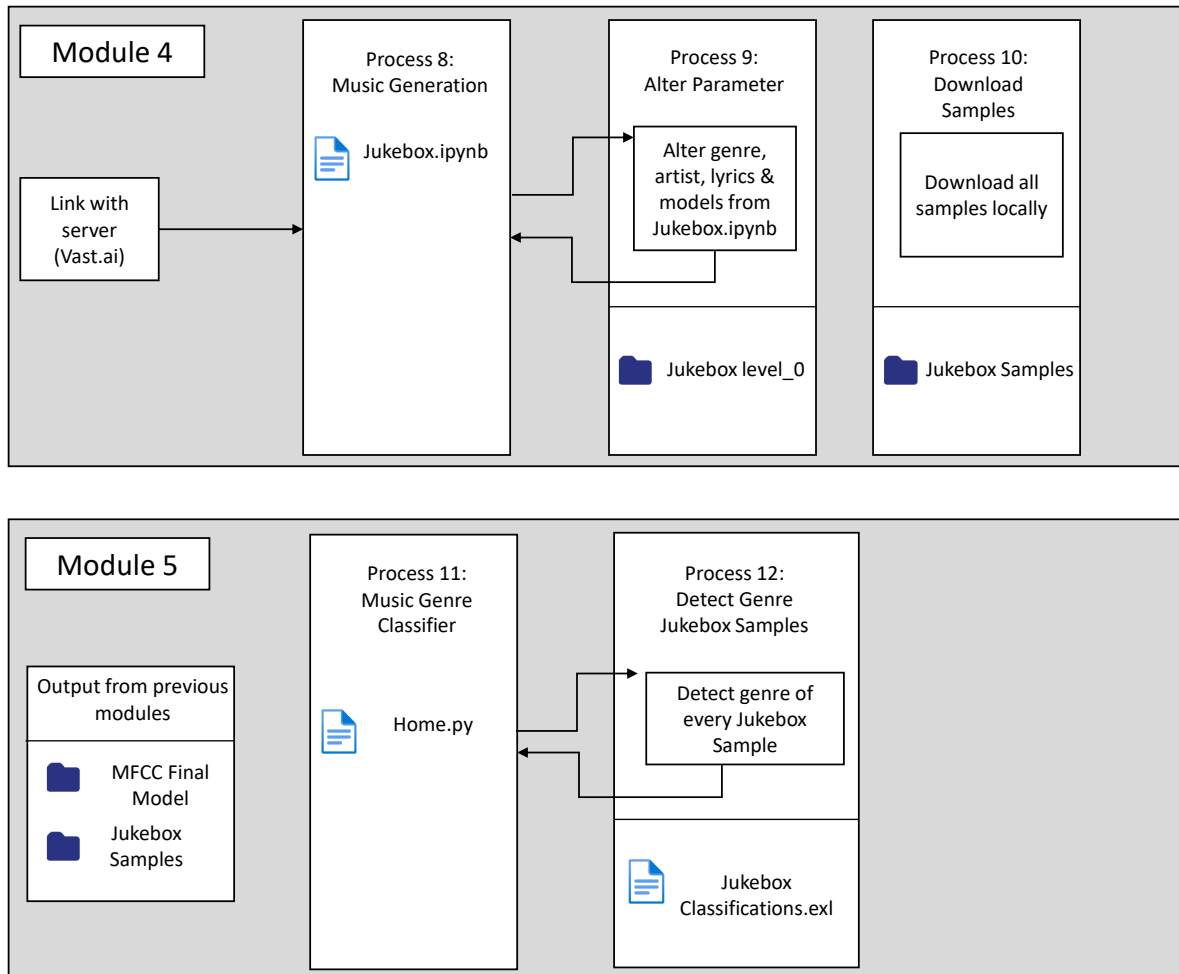 Module 4
Link with
server
(Vast.ai)
Process 8:
Music Generation
Jukebox.ipynb
Process 9:
Alter Parameter
Alter genre,
artist, lyrics &
models from
Jukebox.ipynb
Jukebox level_0
Process 10:
Download
Samples
Download all
samples locally
Jukebox Samples
Module 5
Output from previous
modules
MFCC Final
Model
Jukebox
Samples
Process 11:
Music Genre
Classifier
Home.py
Process 12:
Detect Genre
Jukebox Samples
Detect genre of
every Jukebox
Sample
Jukebox
Classifications.exl